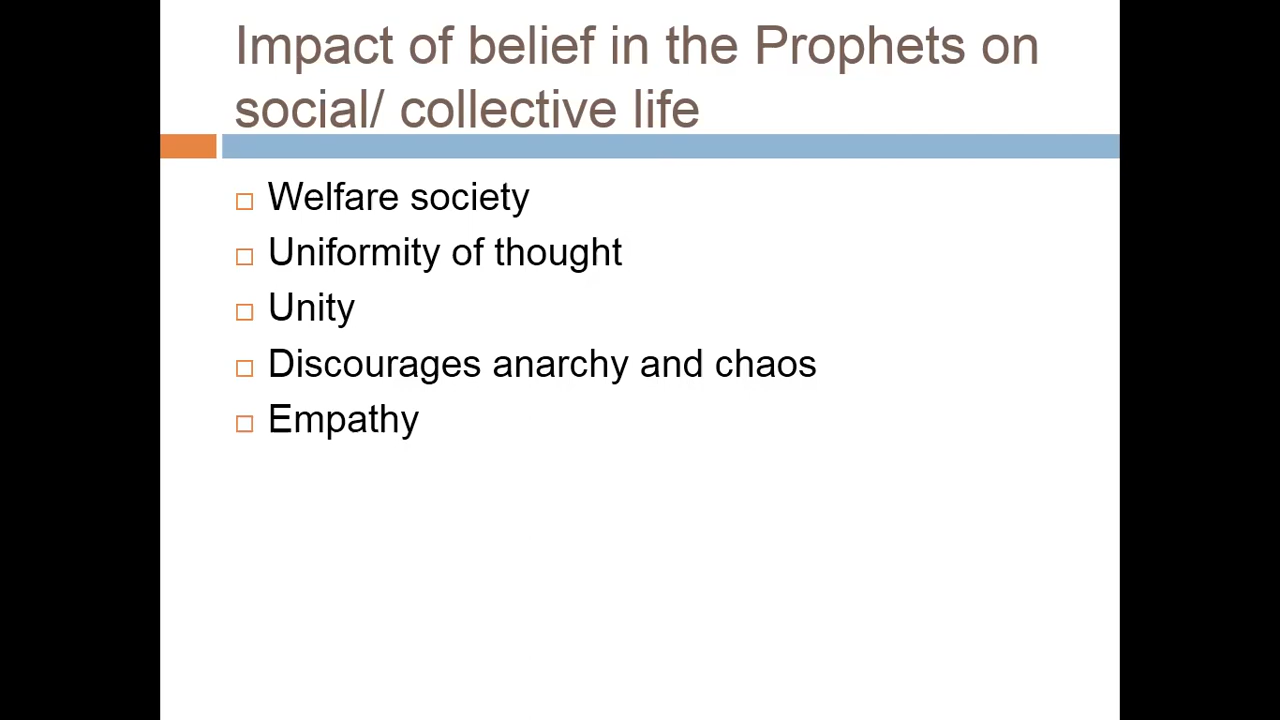 Impact of belief in the Prophets on
social/ collective life
Welfare society
Uniformity of thought
Unity
Discourages anarchy and chaos
Empathy